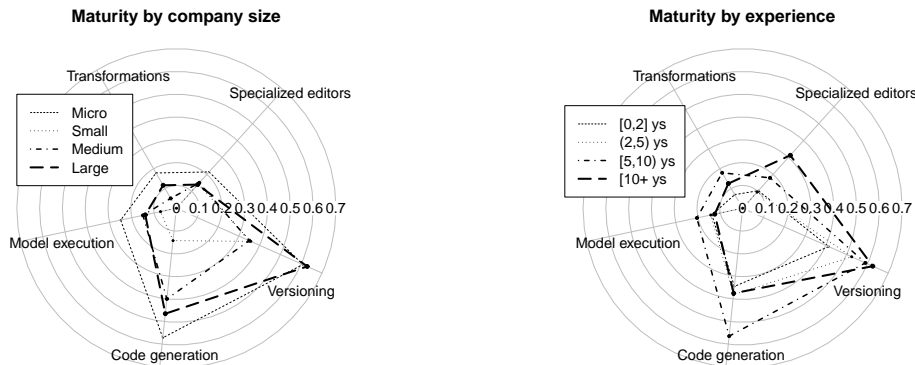 Maturity by company size
Transformations
Specialized editors
Micro
Small
Medium
Large
0 0.1 0.2 0.3 0.4 0.5 0.6 0.7
Model execution
Versioning
Code generation
Maturity by experience
Transformations
Specialized editors
[0,2] ys
(2,5) ys
[5,10) ys
[10+ ys
0 0.1 0.2 0.3 0.4 0.5 0.6 0.7
Model execution
Versioning
Code generation